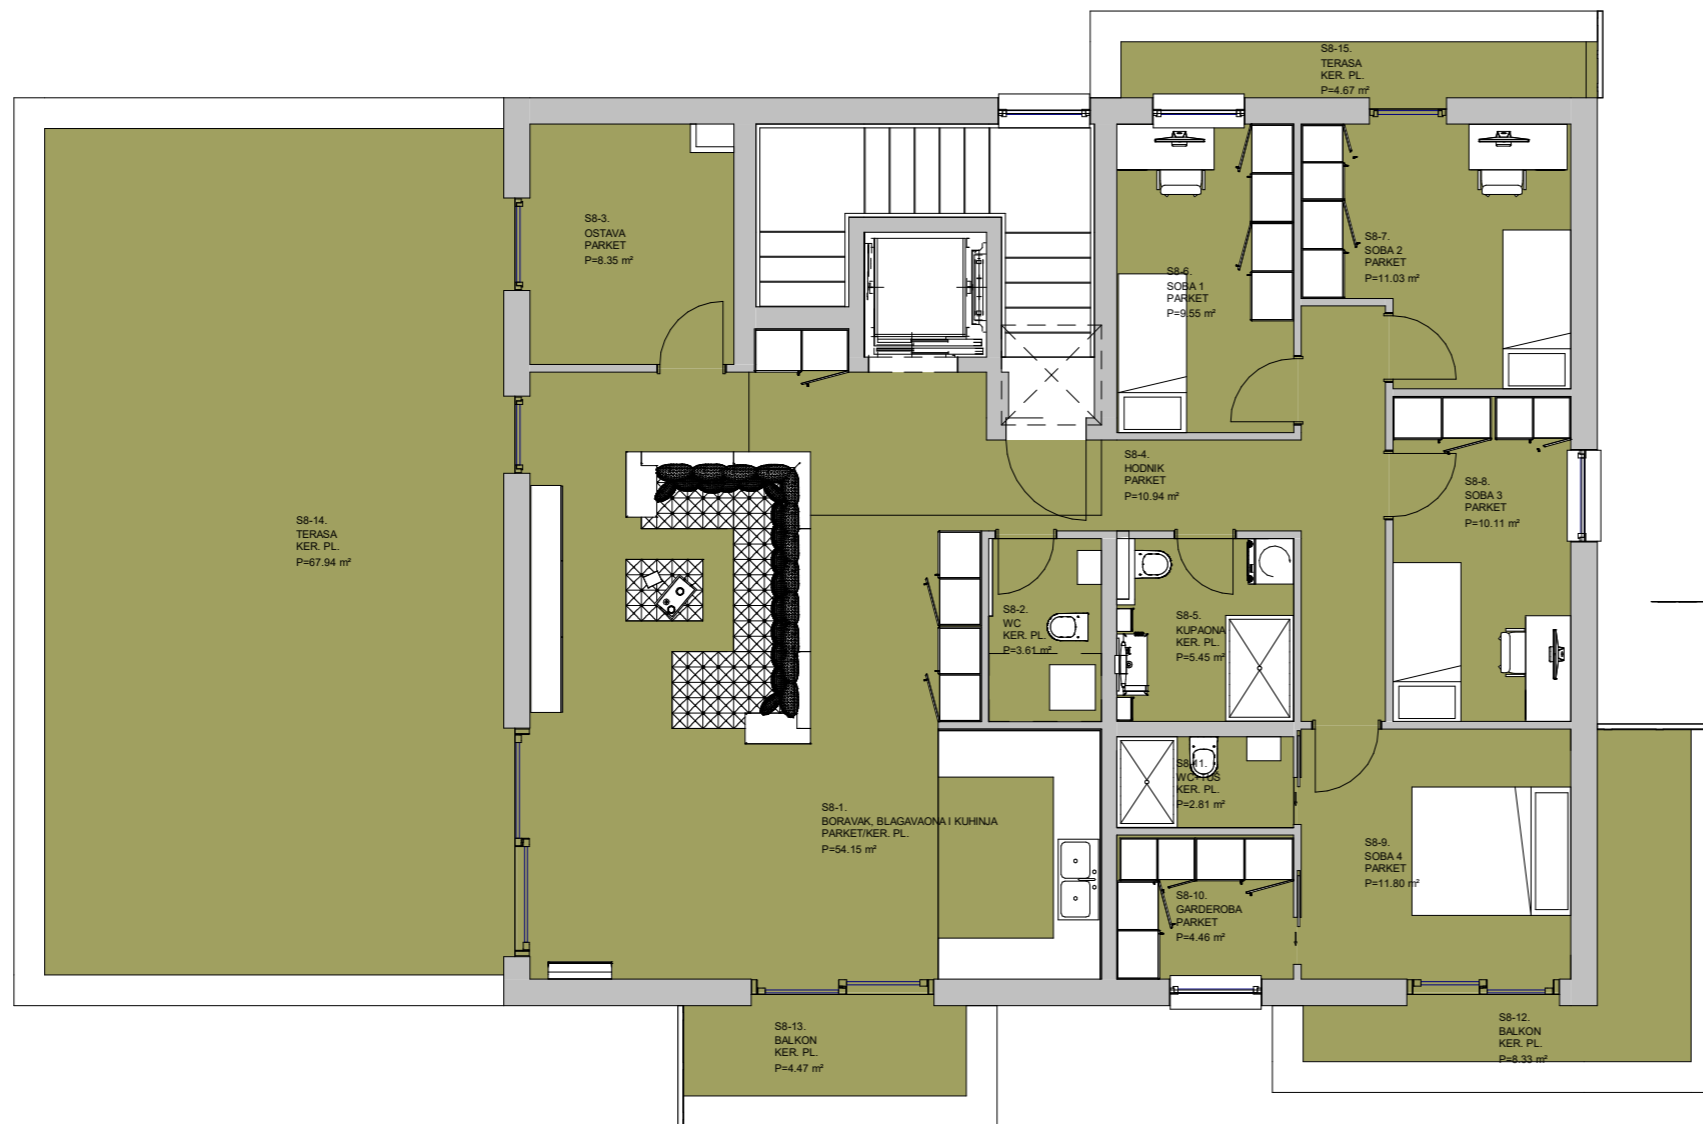 S8-15.
TERASA
KER. PL.
P=4.67 m²
S8-3.
OSTAVA
PARKET
P=8.35 m²
S8-6.
SOBA 1
PARKET
P=9.55 m²
S8-7.
SOBA 2
PARKET
P=11.03 m²
S8-4.
HODNIK
PARKET
P=10.94 m²
S8-8.
SOBA 3
PARKET
P=10.11 m²
S8-14.
TERASA
KER. PL.
P=67.94 m²
S8-2.
WC
KER. PL.
P=3.61 m²
S8-5.
KUPAONA
KER. PL.
P=5.45 m²
S8-11.
WC+TUŠ
KER. PL.
P=2.81 m²
S8-1.
BORAVAK, BLAGAVAONA I KUHINJA
PARKET/KER. PL.
P=54.15 m²
S8-9.
SOBA 4
PARKET
P=11.80 m²
S8-10.
GARDEROBA
PARKET
P=4.46 m²
S8-13.
BALKON
KER. PL.
P=4.47 m²
S8-12.
BALKON
KER. PL.
P=8.33 m²